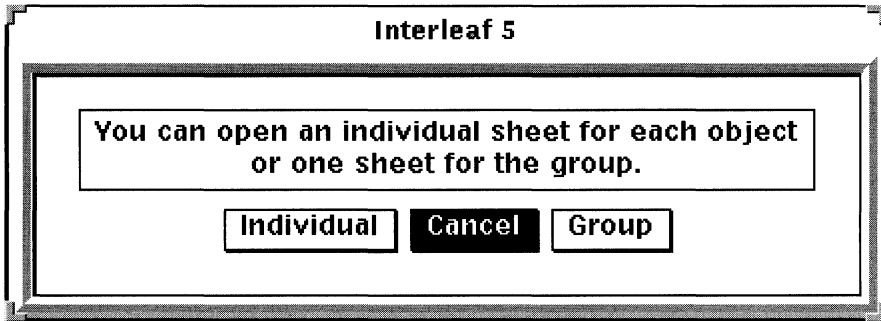 Interleaf 5
You can open an individual sheet for each object
or one sheet for the group.
Individual Cancel Group